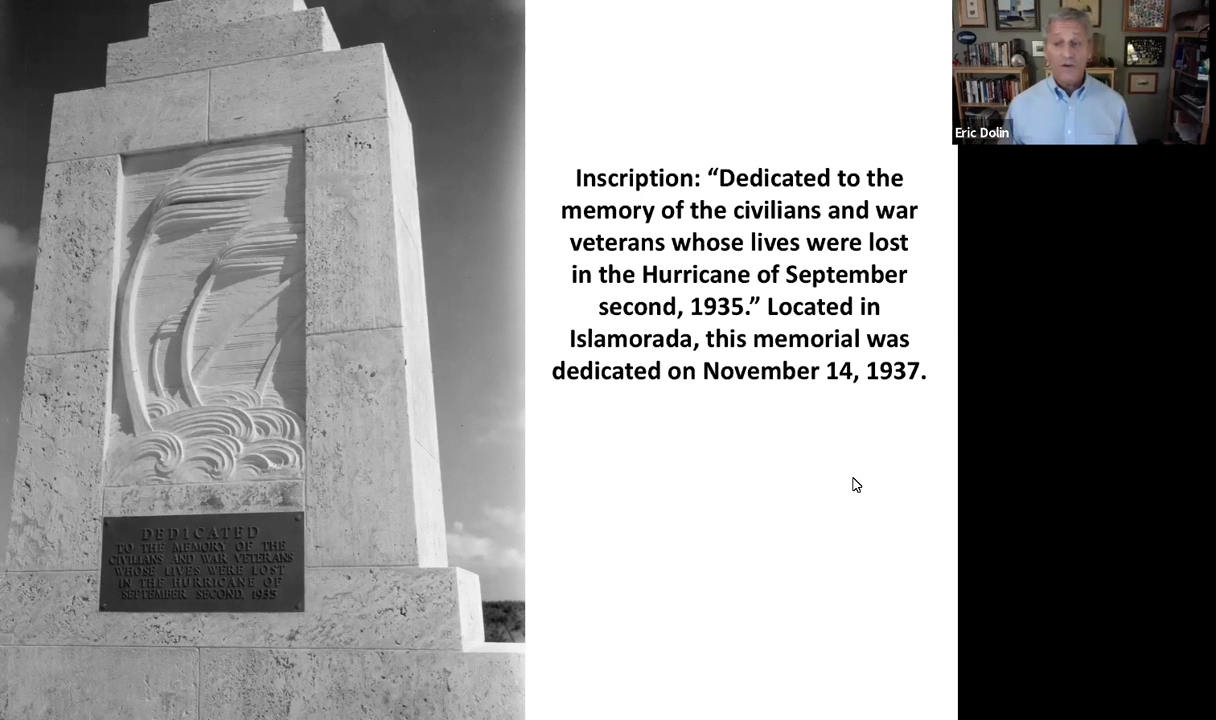 Inscription: “Dedicated to the
memory of the civilians and war
veterans whose lives were lost
in the Hurricane of September
second, 1935.” Located in
Islamorada, this memorial was
dedicated on November 14, 1937.
Eric Dolin
DEDICATED
TO THE MEMORY OF THE
CIVILIANS AND WAR VETERANS
WHOSE LIVES WERE LOST
IN THE HURRICANE OF
SEPTEMBER SECOND, 1935